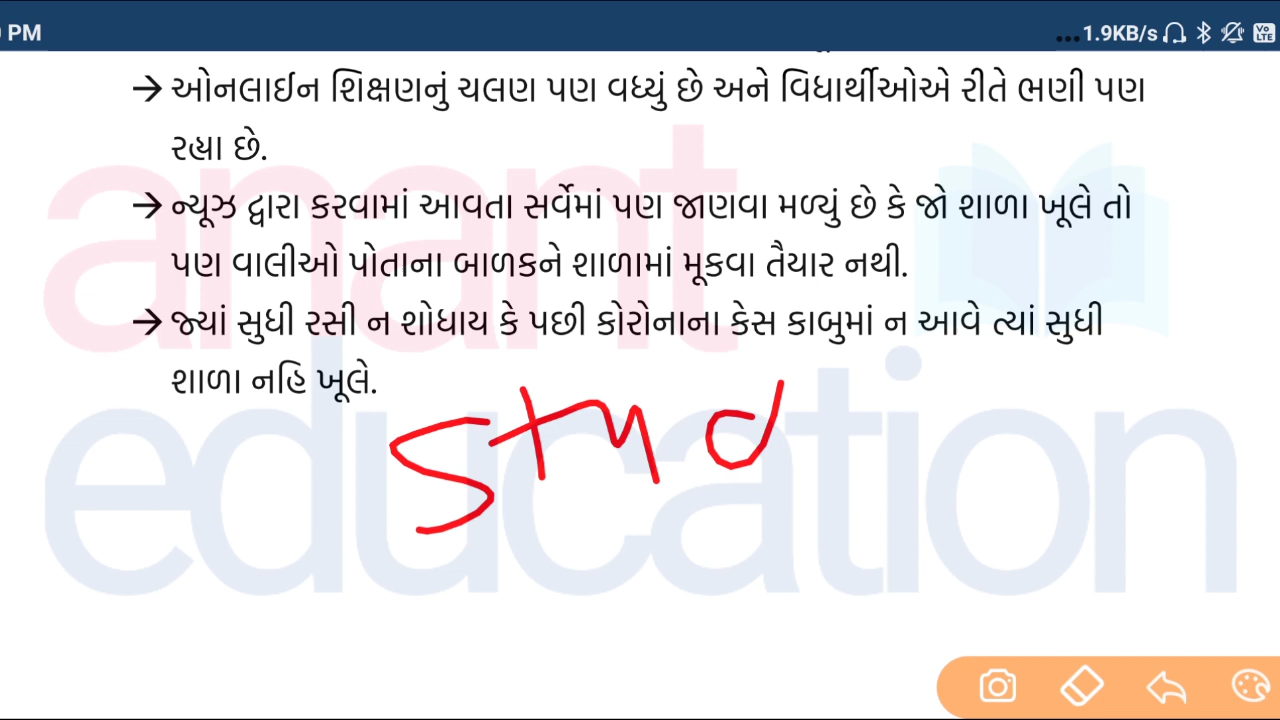 PM
...1.9KB/s
VoLTE
→ ઓનલાઈન શિક્ષણનું ચલણ પણ વધ્યું છે અને વિધાર્થીઓએ રીતે ભણી પણ
રહ્યા છે.
→ ન્યૂઝ દ્વારા કરવામાં આવતા સર્વેમાં પણ જાણવા મળ્યું છે કે જો શાળા ખૂલે તો
પણ વાલીઓ પોતાના બાળકને શાળામાં મૂકવા તૈયાર નથી.
→ જ્યાં સુધી રસી ન શોધાય કે પછી કોરોનાના કેસ કાબુમાં ન આવે ત્યાં સુધી
શાળા નહિ ખૂલે.
anant
education